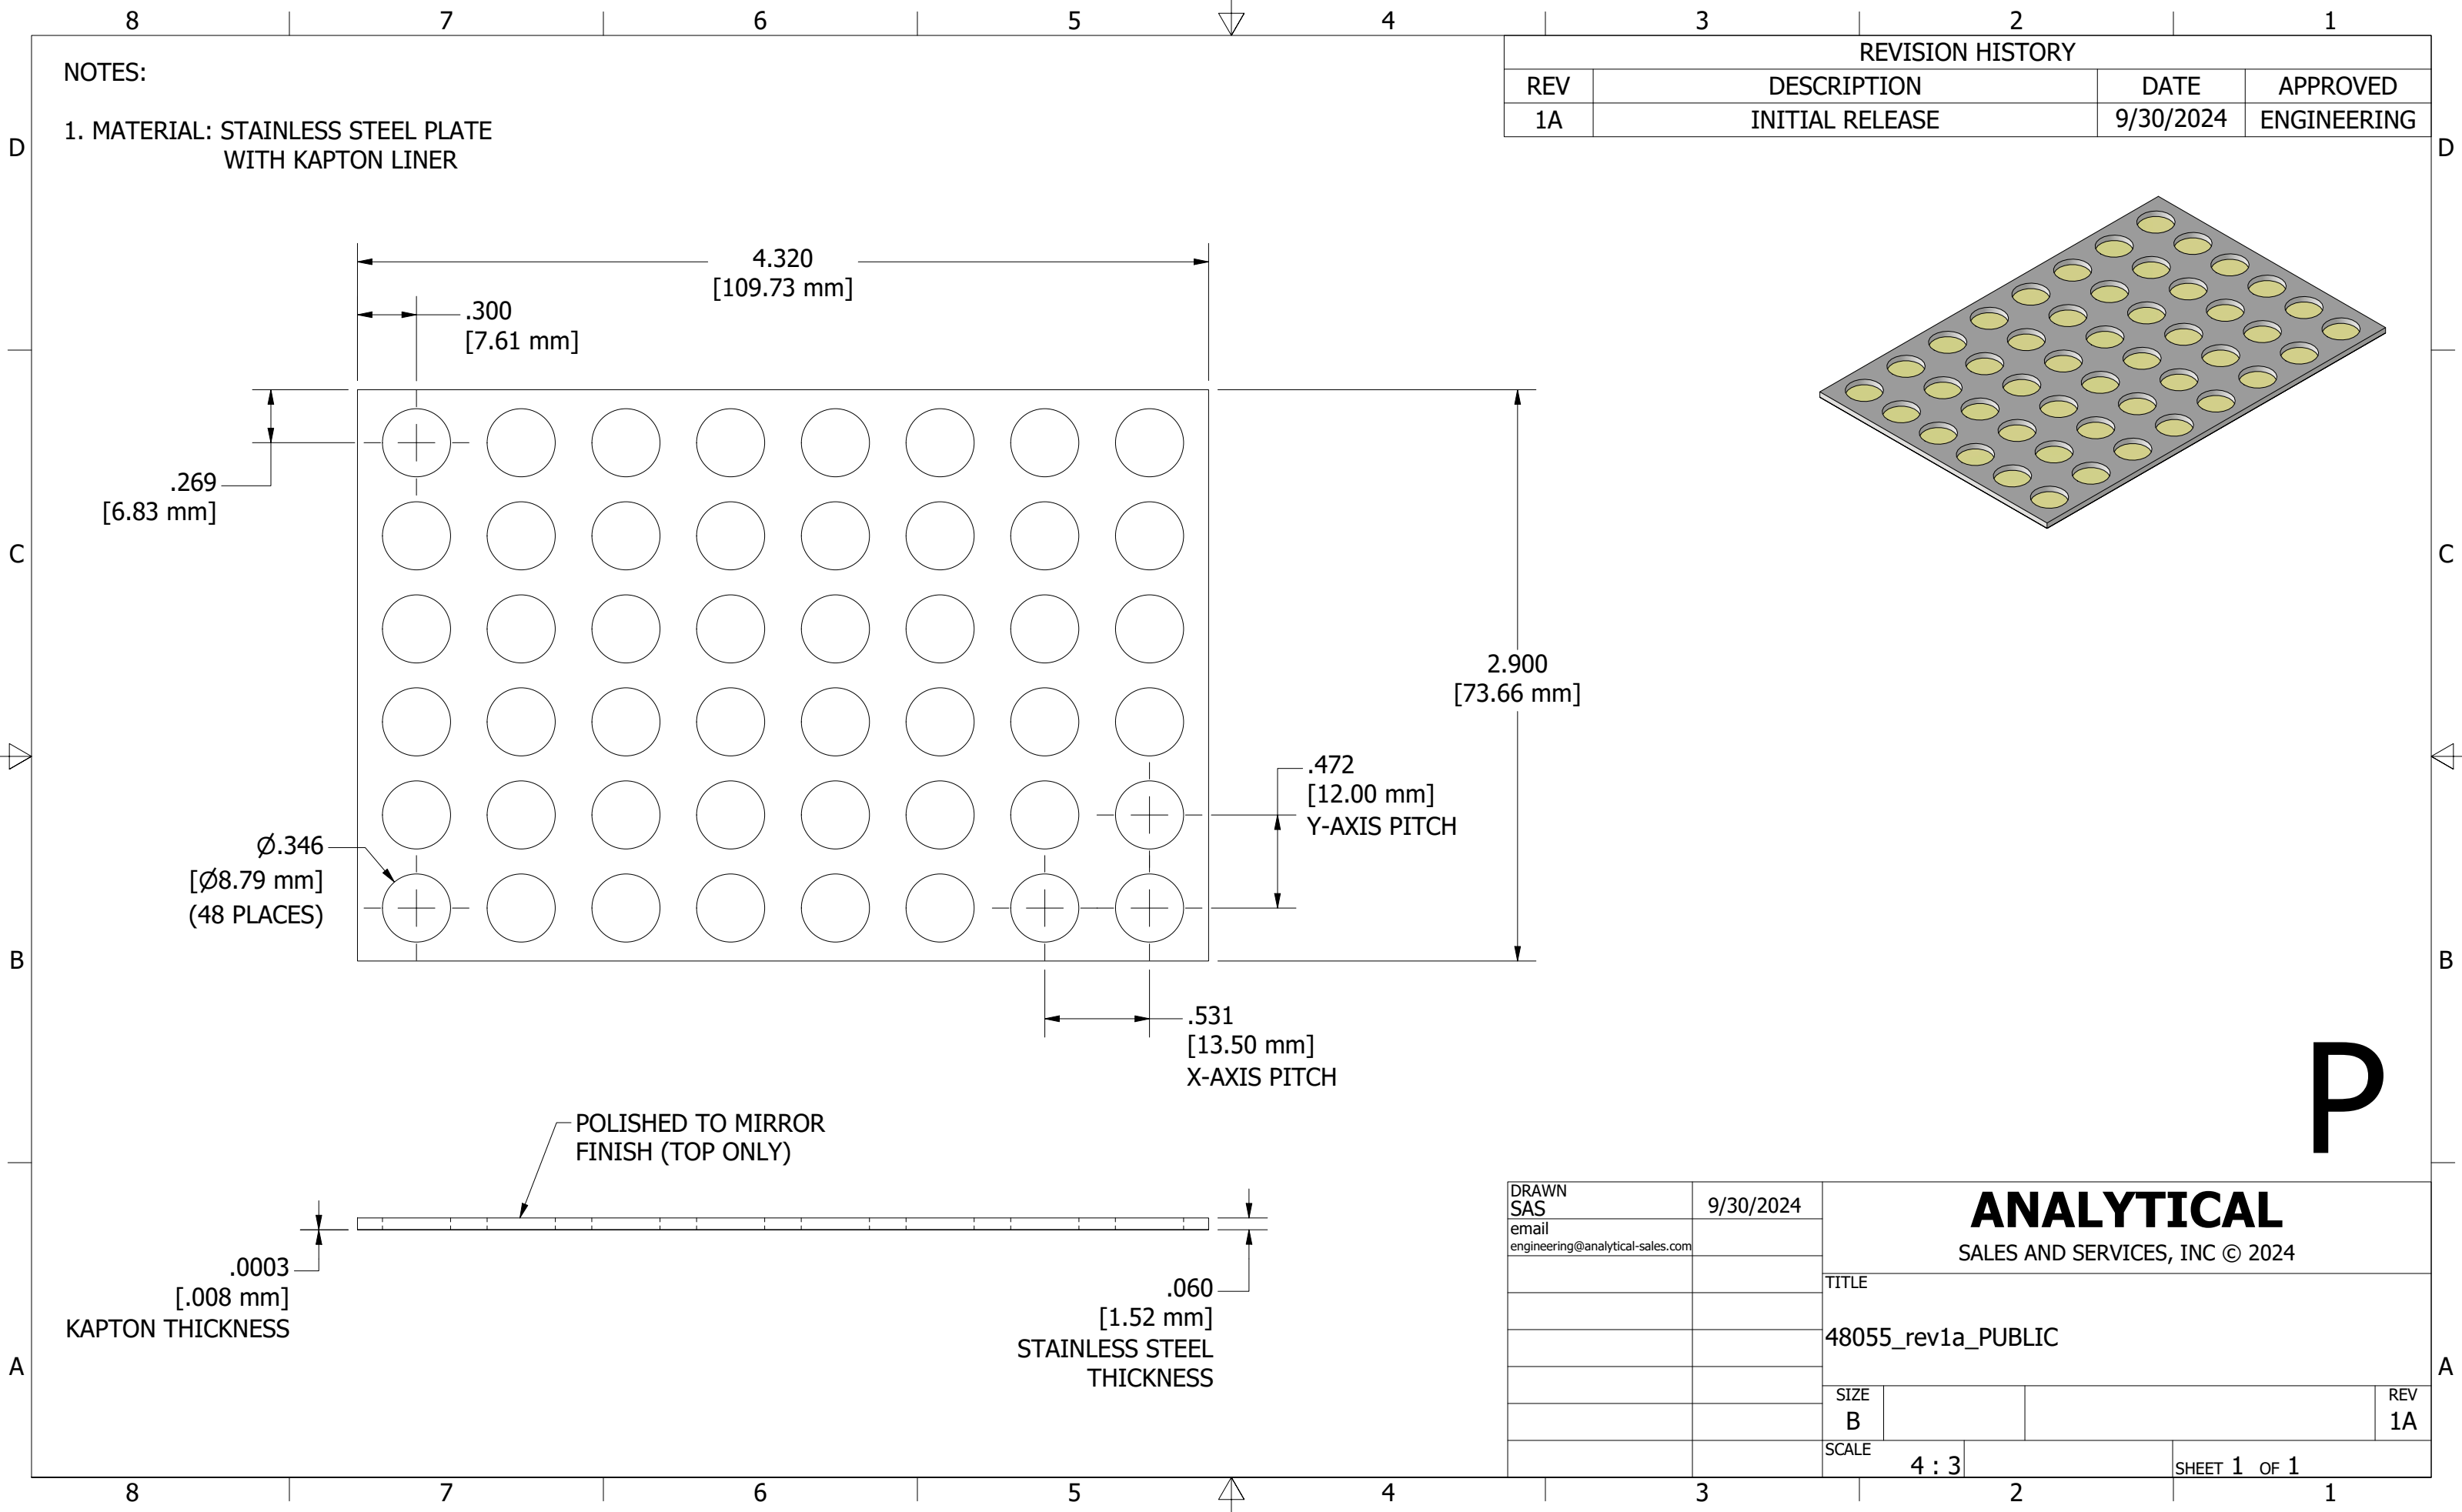 8 7 6 5 4 3 2 1
NOTES:
1. MATERIAL: STAINLESS STEEL PLATE
WITH KAPTON LINER
REVISION HISTORY
REV DESCRIPTION DATE APPROVED
1A INITIAL RELEASE 9/30/2024 ENGINEERING
D D
4.320
[109.73 mm]
.300
[7.61 mm]
.269
[6.83 mm]
C C
2.900
[73.66 mm]
.472
[12.00 mm]
Y-AXIS PITCH
Ø.346
[Ø8.79 mm]
(48 PLACES)
B B
.531
[13.50 mm]
X-AXIS PITCH
P
POLISHED TO MIRROR
FINISH (TOP ONLY)
.0003
[.008 mm]
KAPTON THICKNESS
.060
[1.52 mm]
STAINLESS STEEL
THICKNESS
A A
DRAWN
SAS 9/30/2024
email
engineering@analytical-sales.com
ANALYTICAL
SALES AND SERVICES, INC © 2024
TITLE
48055_rev1a_PUBLIC
SIZE
B
REV
1A
SCALE
4 : 3
SHEET 1 OF 1
8 7 6 5 4 3 2 1